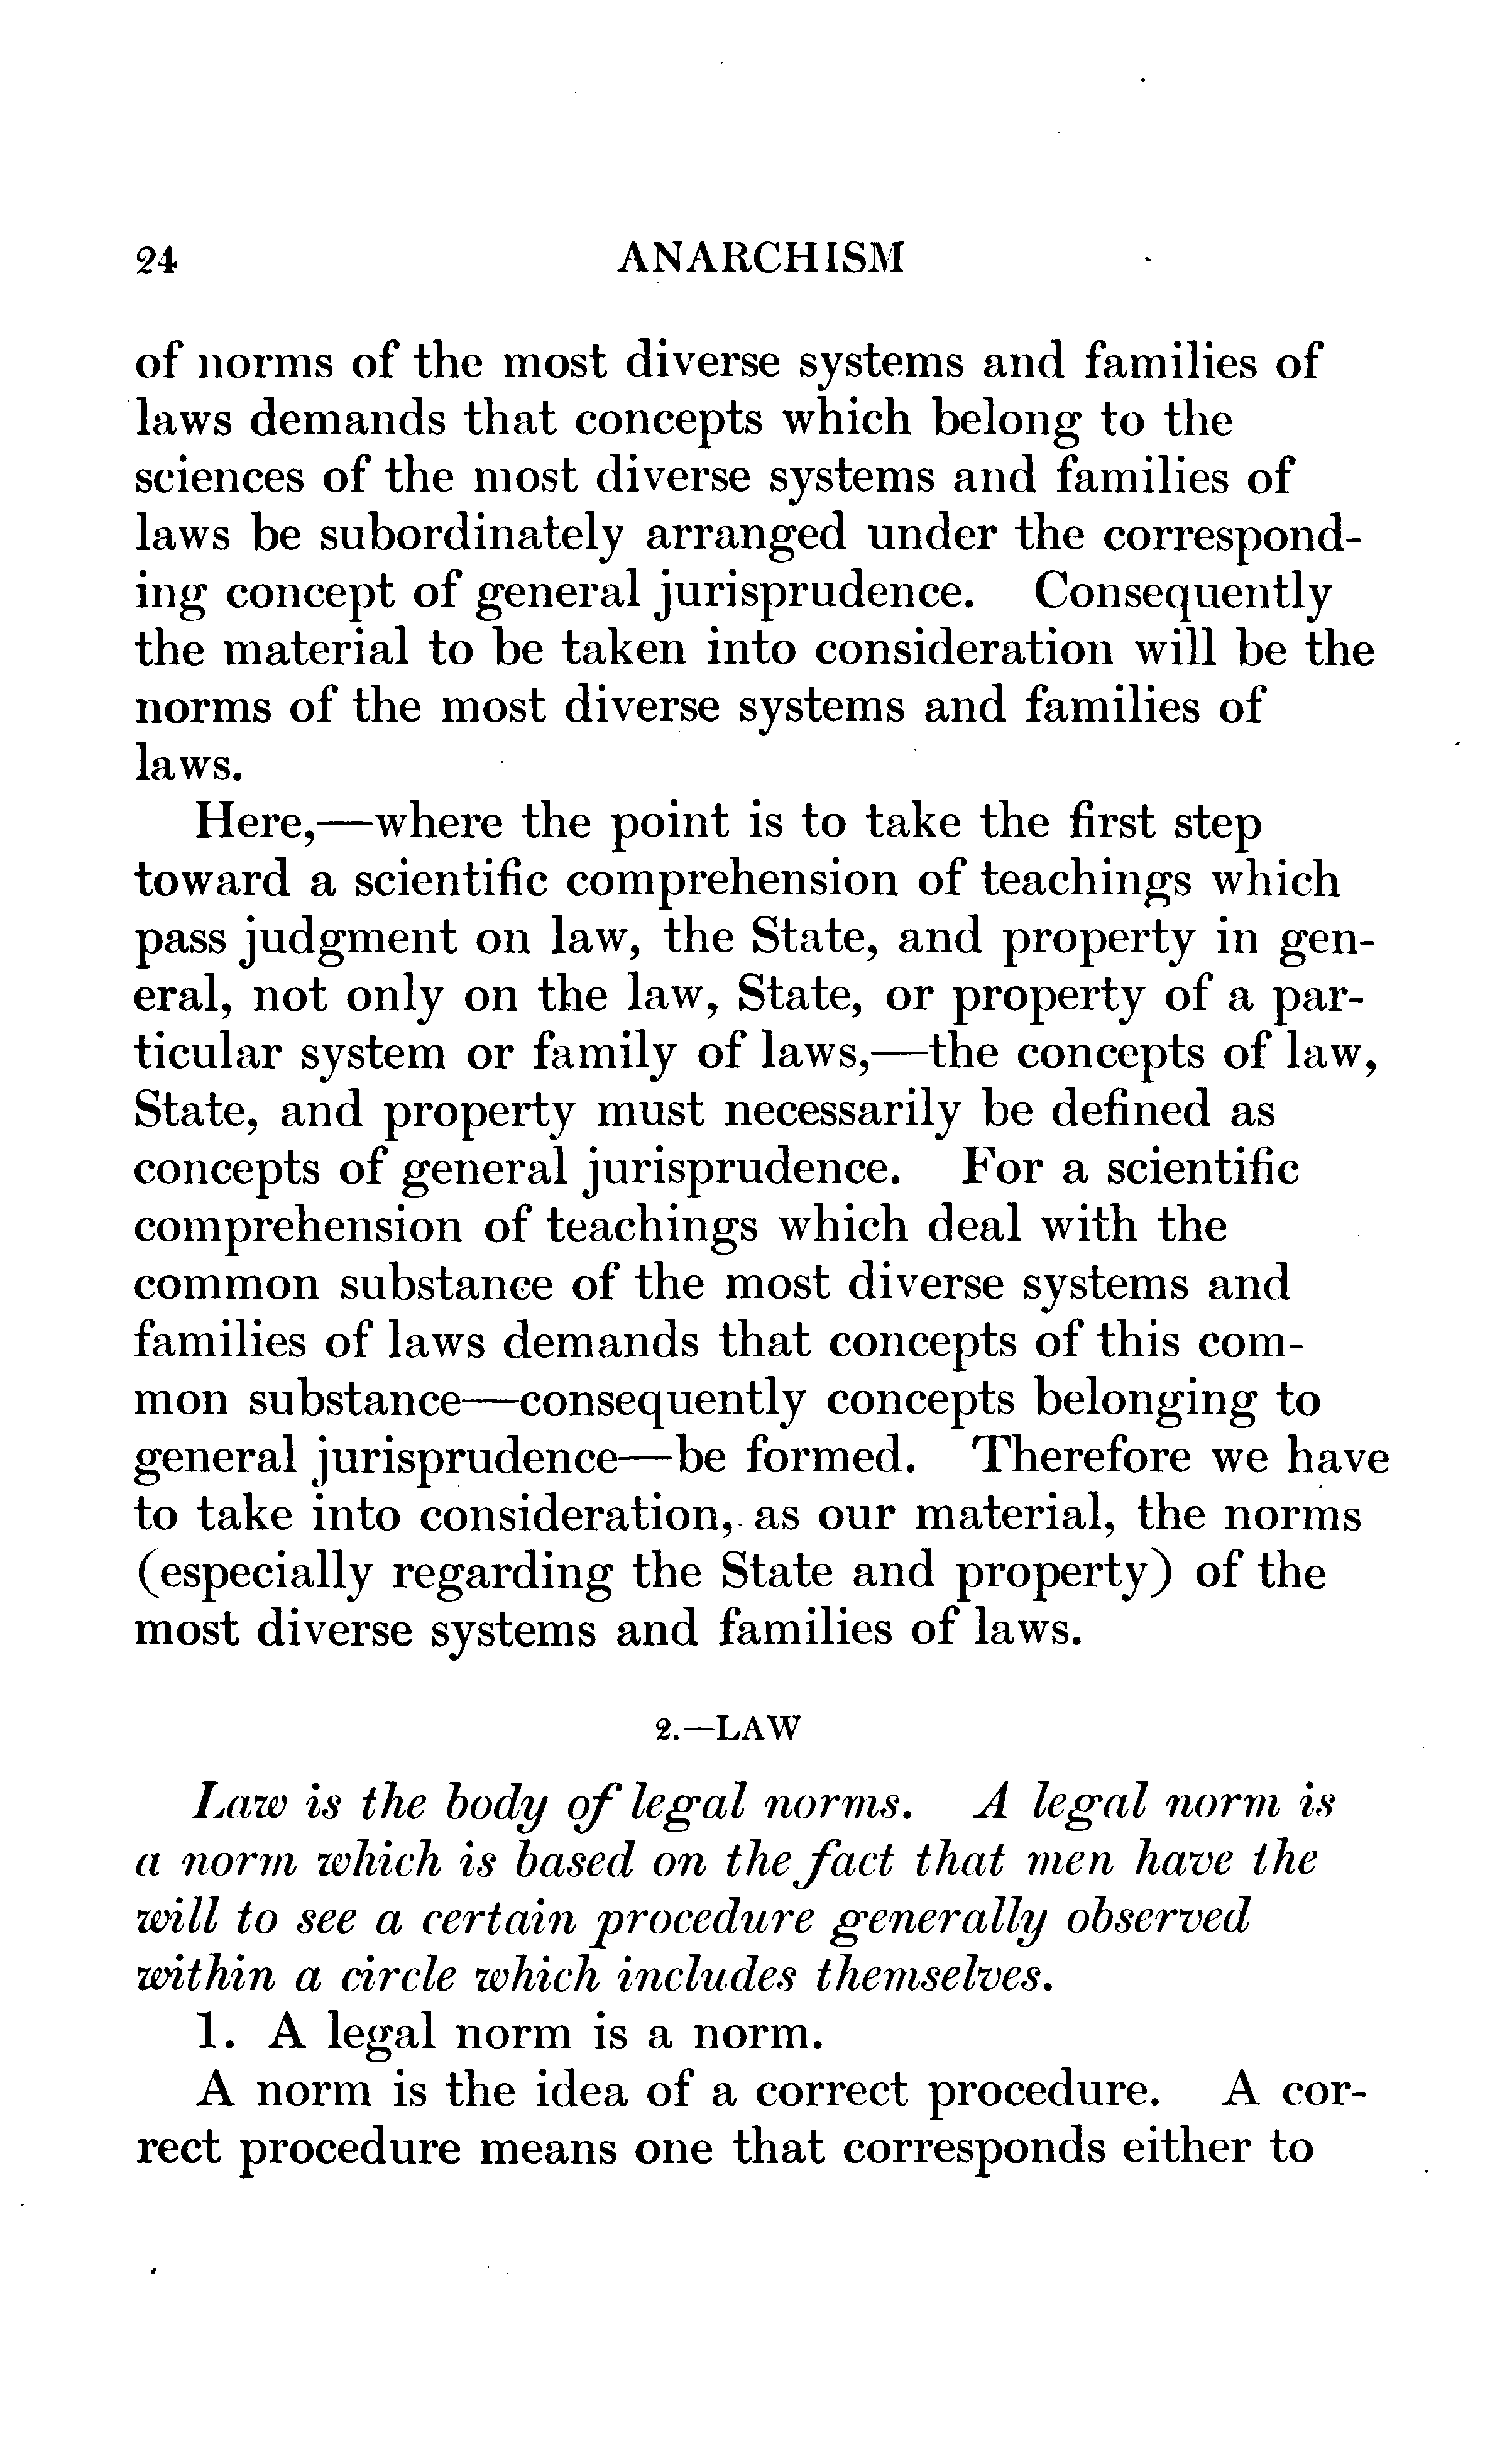 24 ANARCHISM
of norms of the most diverse systems and families of
laws demands that concepts which belong to the
sciences of the most diverse systems and families of
laws be subordinately arranged under the correspond-
ing concept of general jurisprudence. Consequently
the material to be taken into consideration will be the
norms of the most diverse systems and families of
laws.
Here,—where the point is to take the first step
toward a scientific comprehension of teachings which
pass judgment on law, the State, and property in gen-
eral, not only on the law, State, or property of a par-
ticular system or family of laws,—the concepts of law,
State, and property must necessarily be defined as
concepts of general jurisprudence. For a scientific
comprehension of teachings which deal with the
common substance of the most diverse systems and
families of laws demands that concepts of this com-
mon substance—consequently concepts belonging to
general jurisprudence—be formed. Therefore we have
to take into consideration, as our material, the norms
(especially regarding the State and property) of the
most diverse systems and families of laws.
2.—LAW
Law is the body of legal norms. A legal norm is
a norm which is based on the fact that men have the
will to see a certain procedure generally observed
within a circle which includes themselves.
1. A legal norm is a norm.
A norm is the idea of a correct procedure. A cor-
rect procedure means one that corresponds either to